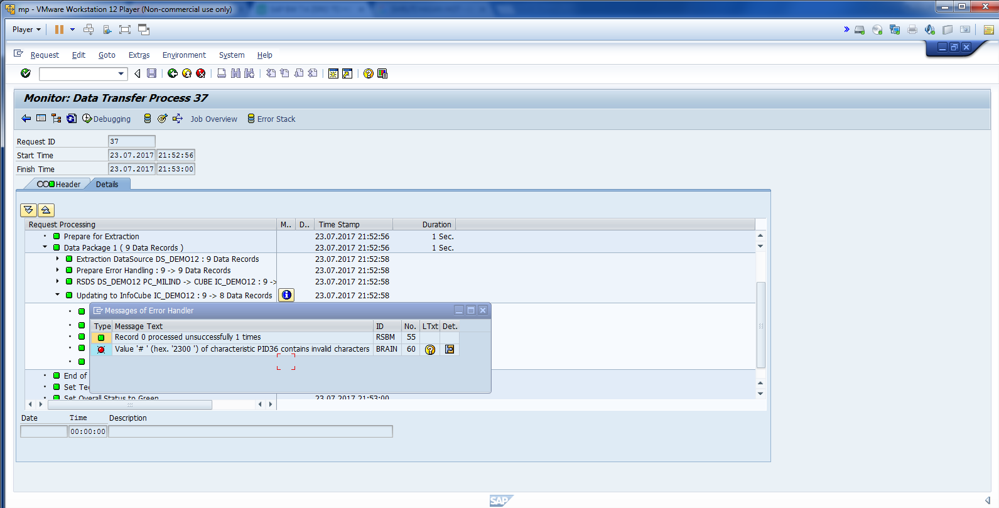 mp - VMware Workstation 12 Player (Non-commercial use only)
Player
Request Edit Goto Extras Environment System Help
Monitor: Data Transfer Process 37
Debugging Job Overview Error Stack
Request ID 37
Start Time 23.07.2017 21:52:56
Finish Time 23.07.2017 21:53:00
Header Details
Request Processing M.. D.. Time Stamp Duration
Prepare for Extraction 23.07.2017 21:52:56 1 Sec.
Data Package 1 ( 9 Data Records ) 23.07.2017 21:52:56 1 Sec.
Extraction DataSource DS_DEMO12 : 9 Data Records 23.07.2017 21:52:58
Prepare Error Handling : 9 -> 9 Data Records 23.07.2017 21:52:58
RSDS DS_DEMO12 PC_MILIND -> CUBE IC_DEMO12 : 9 -> 23.07.2017 21:52:58
Updating to InfoCube IC_DEMO12 : 9 -> 8 Data Records 23.07.2017 21:52:58
Messages of Error Handler
Type Message Text ID No. LTxt Det.
Record 0 processed unsuccessfully 1 times RSBM 55
Value '# ' (hex. '2300 ') of characteristic PID36 contains invalid characters BRAIN 60
End of
Set Te
Set Overall Status to Green 23.07.2017 21:53:00
Date Time Description
00:00:00
SAP